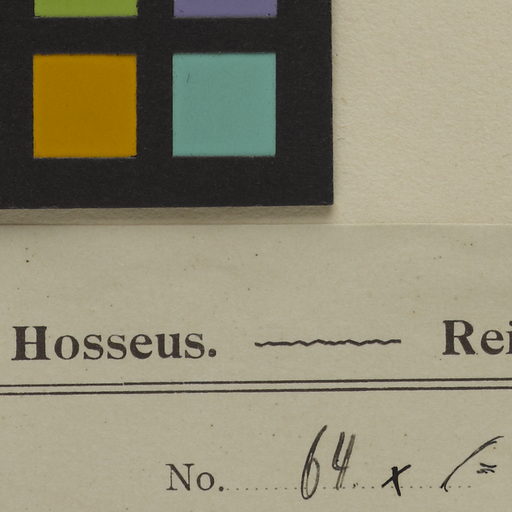 Hosseus. Rei
No. 64 x